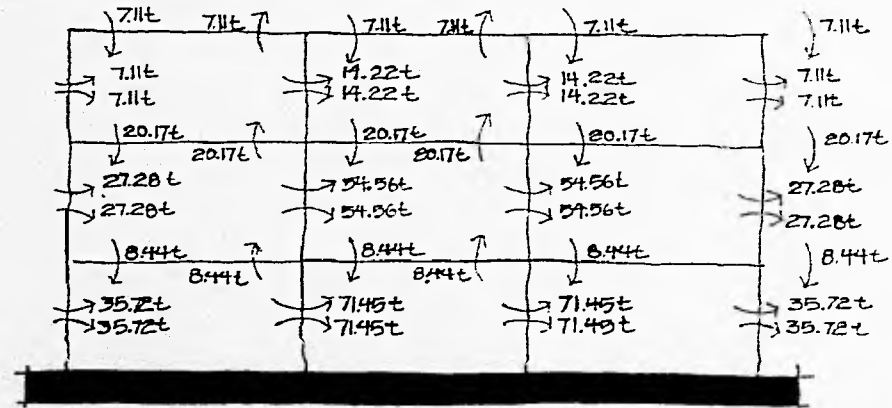 7.11t 7.11t 7.11t 7.11t 7.11t 7.11t
7.11t 14.22t 14.22t 7.11t
7.11t 14.22t 14.22t 7.11t
20.17t 20.17t 20.17t 20.17t
20.17t 20.17t
27.28t 54.56t 54.56t 27.28t
27.28t 54.56t 54.56t 27.28t
8.44t 8.44t 8.44t 8.44t
8.44t 8.44t
35.72t 71.45t 71.45t 35.72t
35.72t 71.45t 71.45t 35.72t